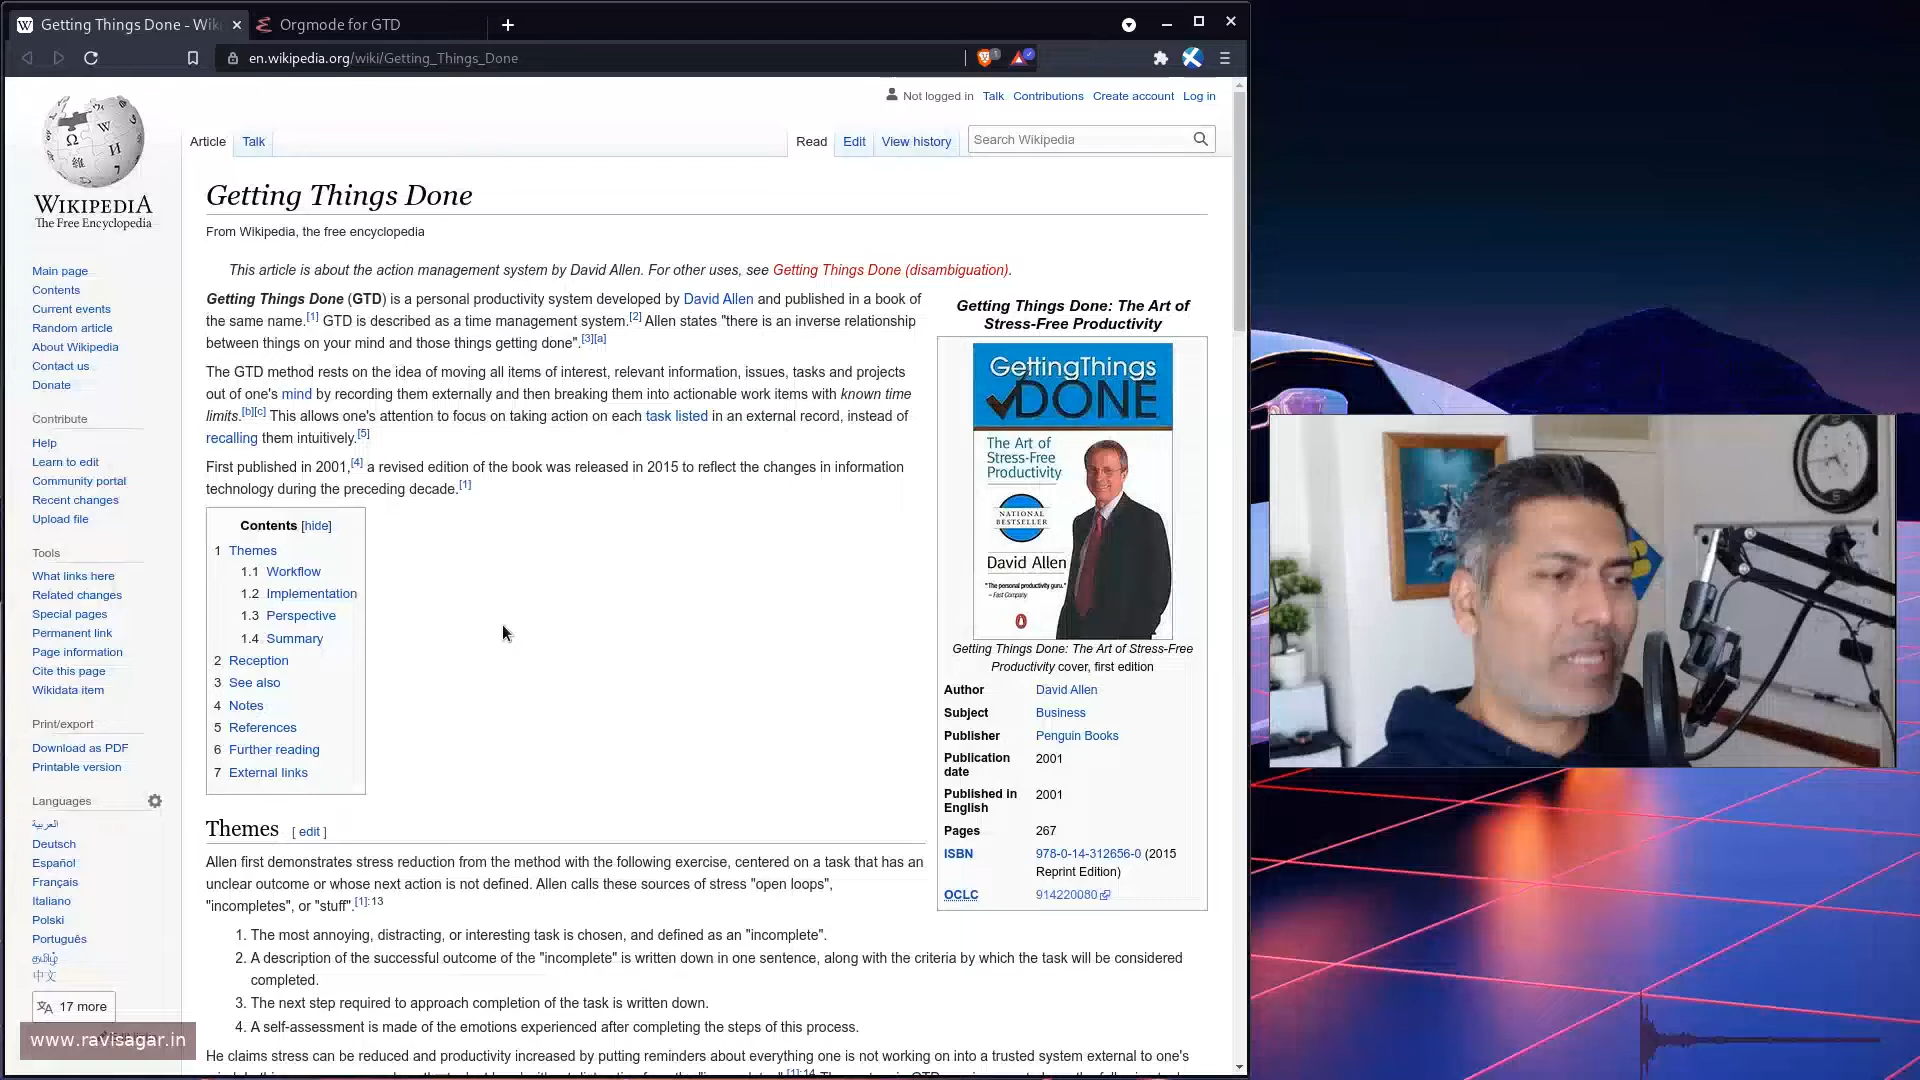 Getting Things Done - Wiki
Orgmode for GTD
en.wikipedia.org/wiki/Getting_Things_Done
1
Not logged in Talk Contributions Create account Log in
Article Talk Read Edit View history Search Wikipedia
WIKIPEDIA
The Free Encyclopedia
Main page
Contents
Current events
Random article
About Wikipedia
Contact us
Donate
Contribute
Help
Learn to edit
Community portal
Recent changes
Upload file
Tools
What links here
Related changes
Special pages
Permanent link
Page information
Cite this page
Wikidata item
Print/export
Download as PDF
Printable version
Languages
العربية
Deutsch
Español
Français
Italiano
Polski
Português
தமிழ்
中文
17 more
www.ravisagar.in
Getting Things Done
From Wikipedia, the free encyclopedia
This article is about the action management system by David Allen. For other uses, see Getting Things Done (disambiguation).
Getting Things Done (GTD) is a personal productivity system developed by David Allen and published in a book of
the same name.[1] GTD is described as a time management system.[2] Allen states "there is an inverse relationship
between things on your mind and those things getting done".[3][a]
The GTD method rests on the idea of moving all items of interest, relevant information, issues, tasks and projects
out of one's mind by recording them externally and then breaking them into actionable work items with known time
limits.[b][c] This allows one's attention to focus on taking action on each task listed in an external record, instead of
recalling them intuitively.[5]
First published in 2001,[4] a revised edition of the book was released in 2015 to reflect the changes in information
technology during the preceding decade.[1]
Contents [hide]
1 Themes
1.1 Workflow
1.2 Implementation
1.3 Perspective
1.4 Summary
2 Reception
3 See also
4 Notes
5 References
6 Further reading
7 External links
Getting Things Done: The Art of
Stress-Free Productivity
Getting Things
DONE
The Art of
Stress-Free
Productivity
NATIONAL
BESTSELLER
David Allen
"The personal productivity guru."
– Fast Company
Getting Things Done: The Art of Stress-Free
Productivity cover, first edition
Author David Allen
Subject Business
Publisher Penguin Books
Publication
date 2001
Published in
English 2001
Pages 267
ISBN 978-0-14-312656-0 (2015
Reprint Edition)
OCLC 914220080
Themes [ edit ]
Allen first demonstrates stress reduction from the method with the following exercise, centered on a task that has an
unclear outcome or whose next action is not defined. Allen calls these sources of stress "open loops",
"incompletes", or "stuff".[1]:13
1. The most annoying, distracting, or interesting task is chosen, and defined as an "incomplete".
2. A description of the successful outcome of the "incomplete" is written down in one sentence, along with the criteria by which the task will be considered
completed.
3. The next step required to approach completion of the task is written down.
4. A self-assessment is made of the emotions experienced after completing the steps of this process.
He claims stress can be reduced and productivity increased by putting reminders about everything one is not working on into a trusted system external to one's